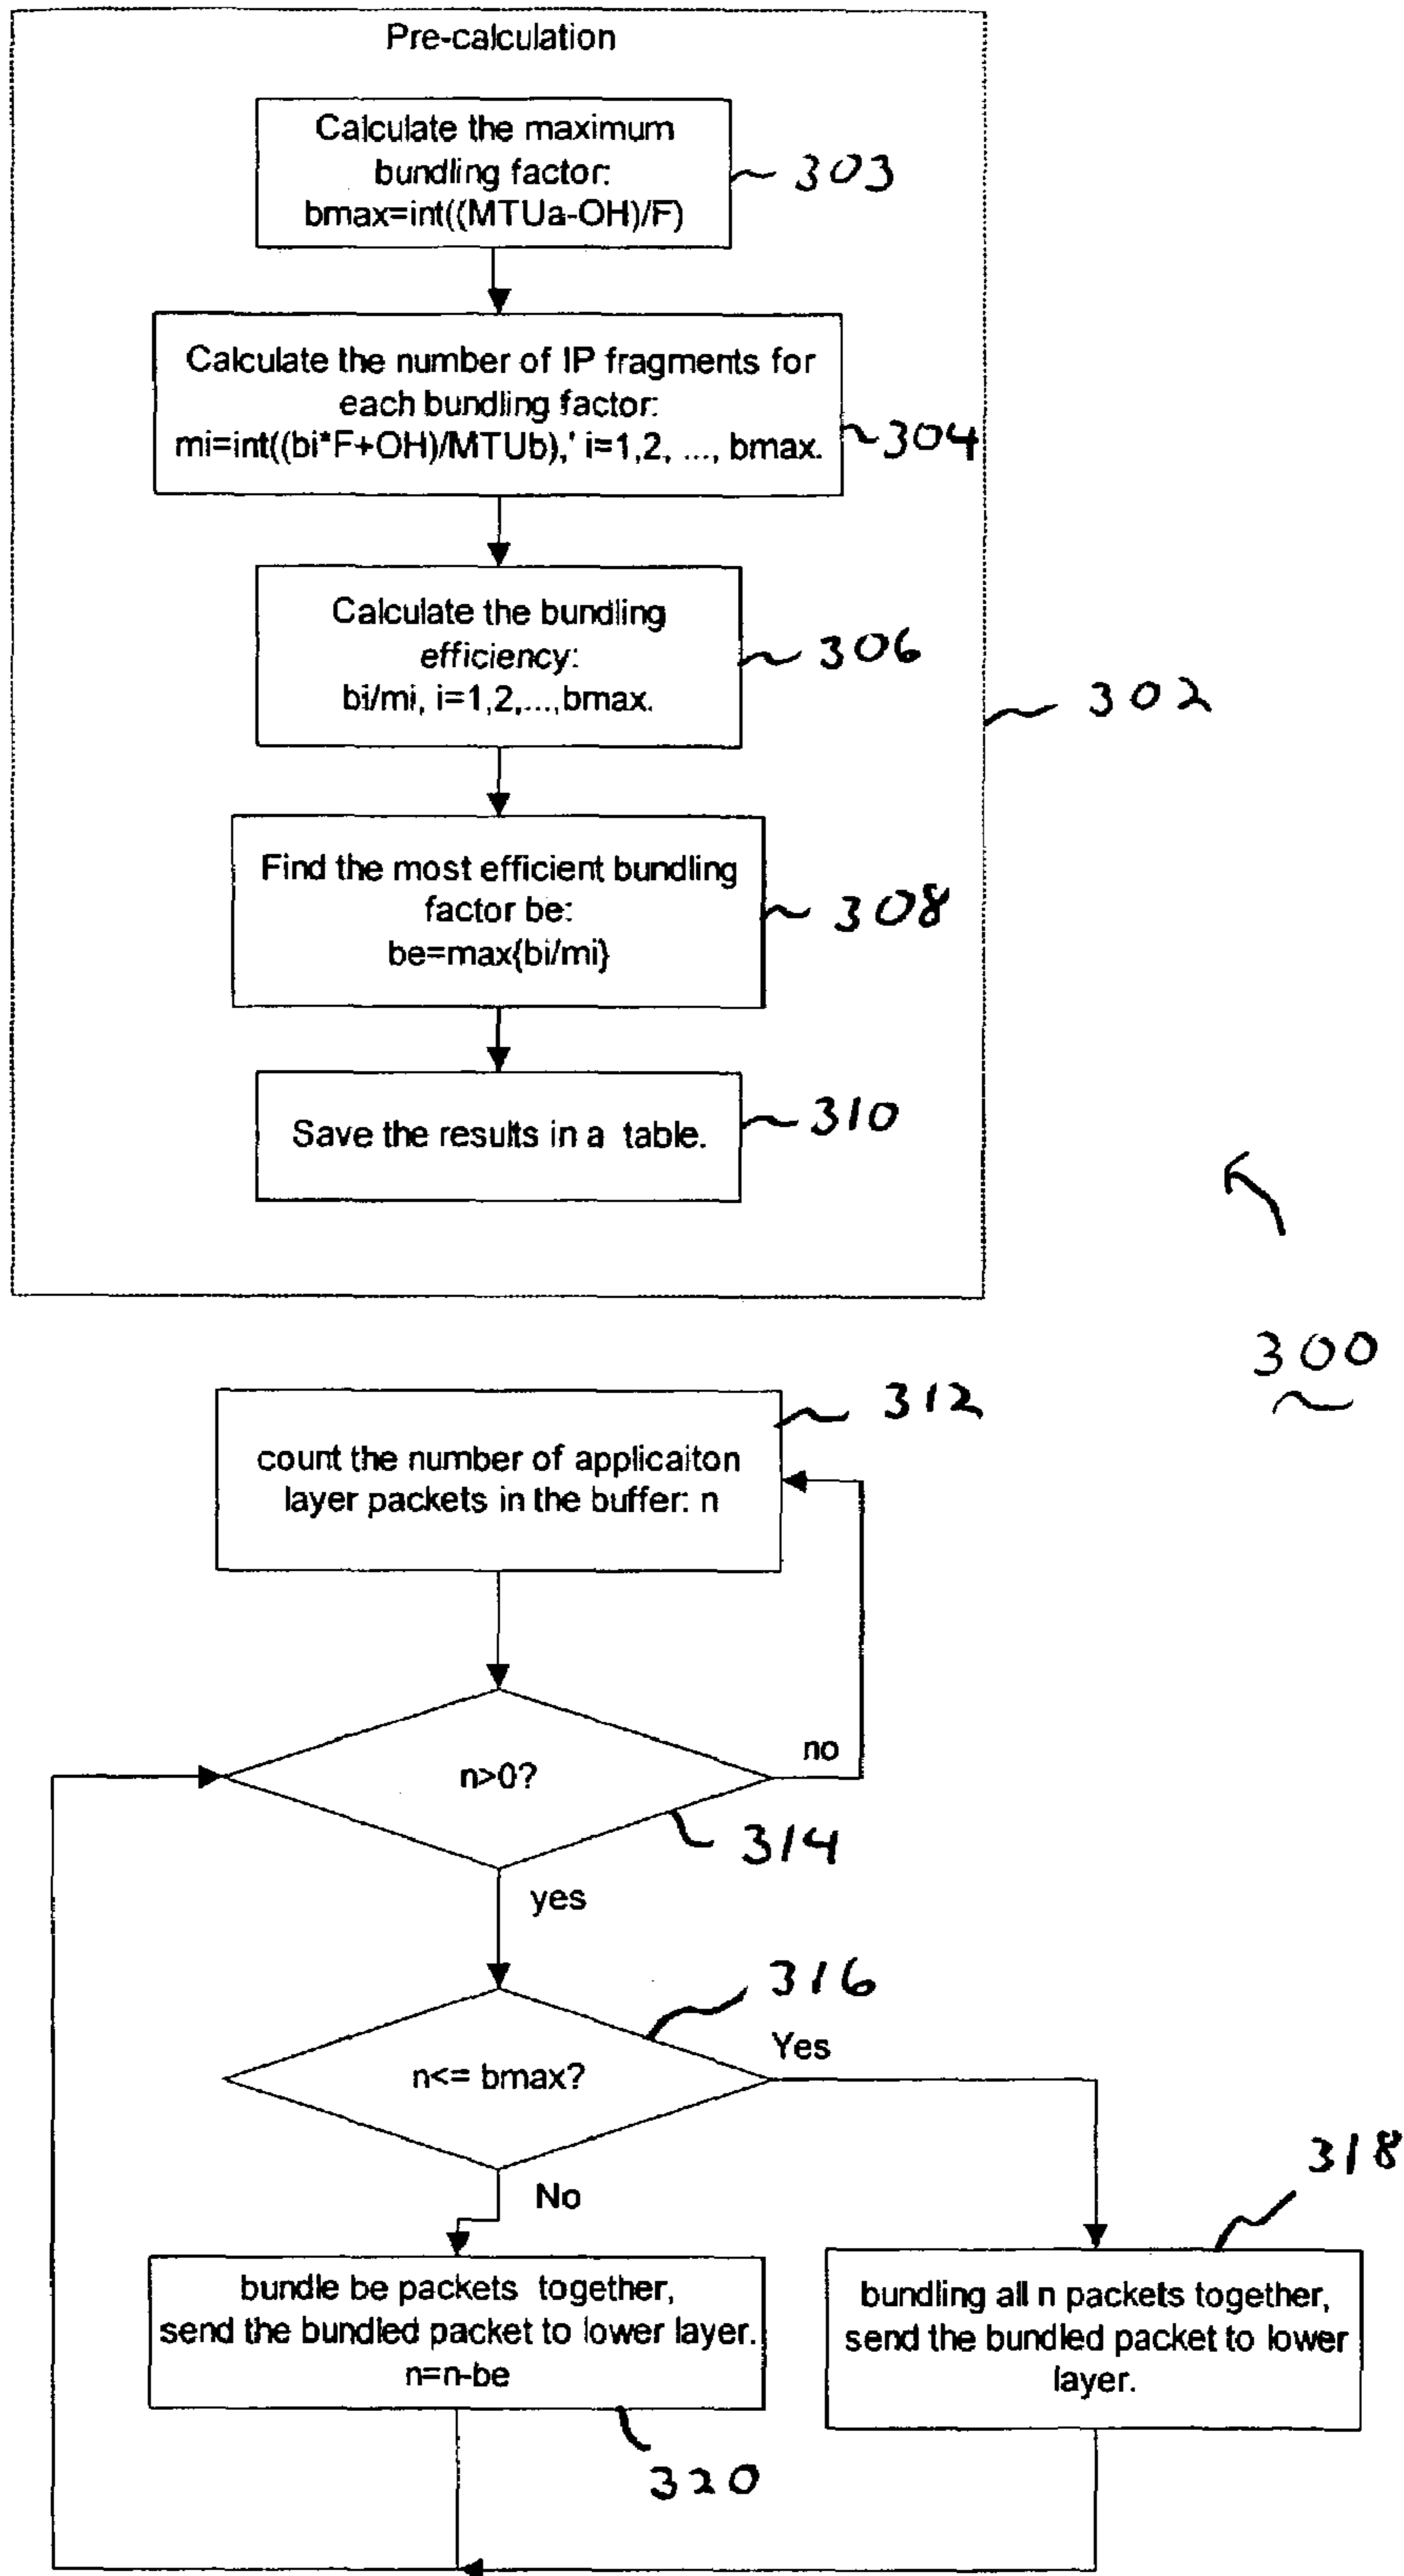 Pre-calculation
Calculate the maximum
bundling factor:
bmax=int((MTUa-OH)/F)
303
Calculate the number of IP fragments for
each bundling factor:
mi=int((bi*F+OH)/MTUb),' i=1,2, ..., bmax.
304
Calculate the bundling
efficiency:
bi/mi, i=1,2,...,bmax.
306
302
Find the most efficient bundling
factor be:
be=max{bi/mi}
308
Save the results in a table.
310
300
312
count the number of applicaiton
layer packets in the buffer: n
n>0?
no
314
yes
316
n<= bmax?
Yes
No
318
bundle be packets together,
send the bundled packet to lower layer.
n=n-be
320
bundling all n packets together,
send the bundled packet to lower
layer.